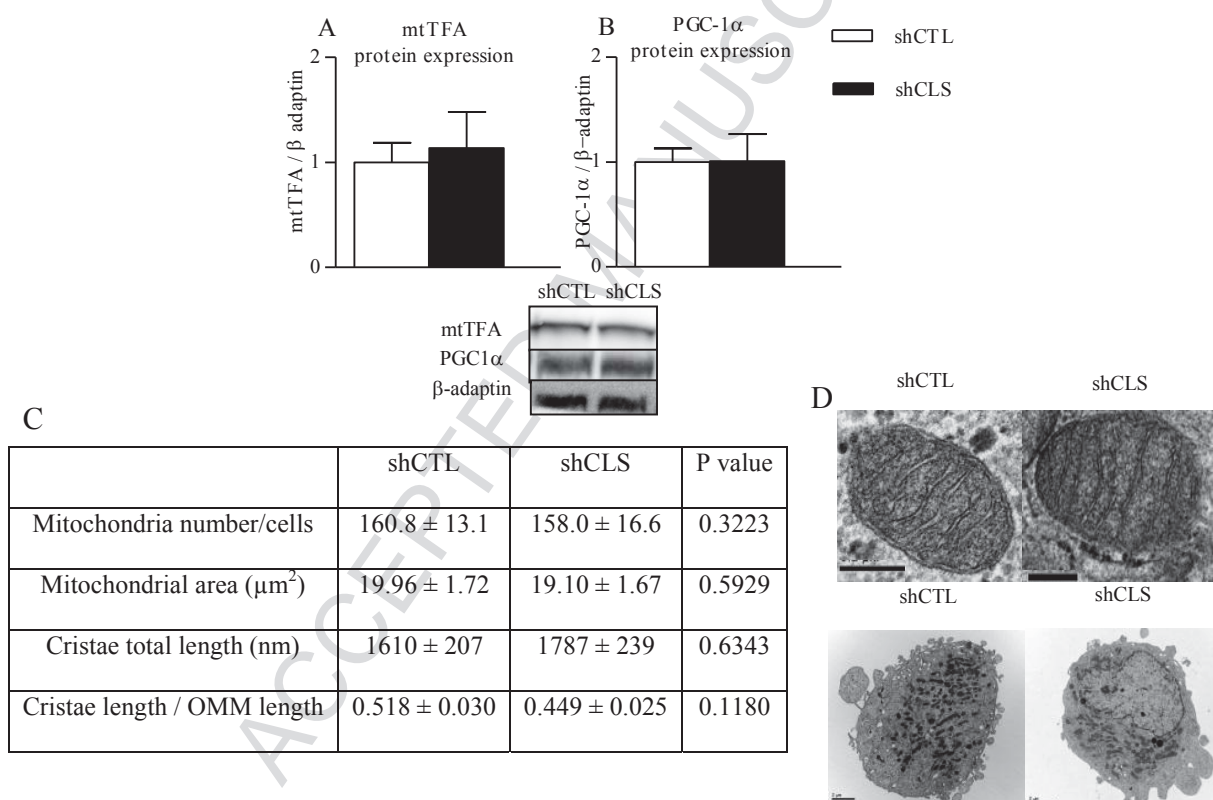 A
mtTFA
protein expression
B
PGC-1α
protein expression
shCTL
shCLS
2
1
0
mtTFA / β adaptin
2
1
0
PGC-1α / β–adaptin
shCTL shCLS
mtTFA
PGC1α
β-adaptin
C
shCTL shCLS P value
Mitochondria number/cells 160.8 ± 13.1 158.0 ± 16.6 0.3223
Mitochondrial area (µm²) 19.96 ± 1.72 19.10 ± 1.67 0.5929
Cristae total length (nm) 1610 ± 207 1787 ± 239 0.6343
Cristae length / OMM length 0.518 ± 0.030 0.449 ± 0.025 0.1180
D
shCTL shCLS
shCTL shCLS
ACCEPTED MANUSC